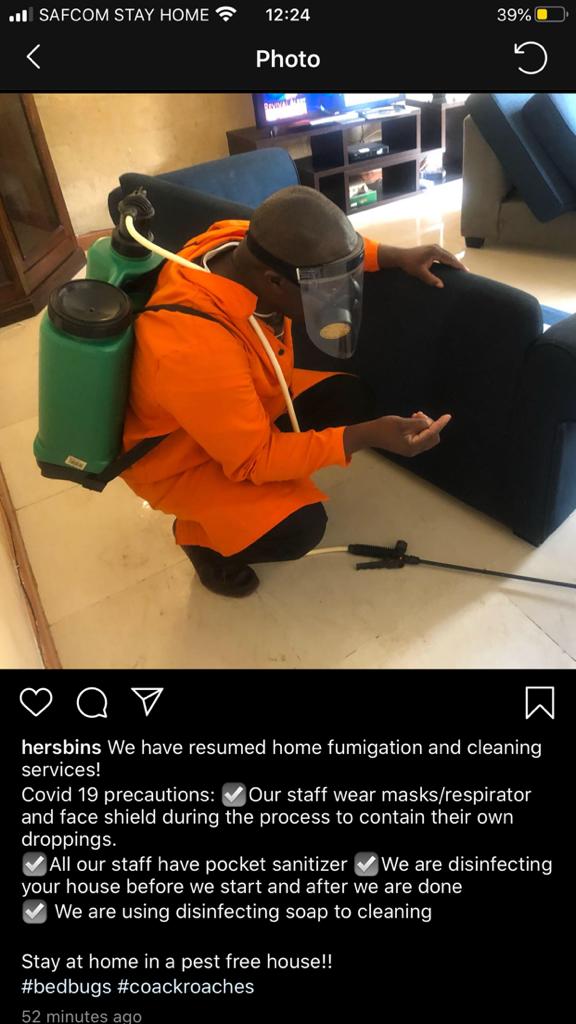 SAFCOM STAY HOME 12:24 39%
Photo
hersbins We have resumed home fumigation and cleaning
services!
Covid 19 precautions: ☑Our staff wear masks/respirator
and face shield during the process to contain their own
droppings.
☑All our staff have pocket sanitizer ☑We are disinfecting
your house before we start and after we are done
☑ We are using disinfecting soap to cleaning
Stay at home in a pest free house!!
#bedbugs #coackroaches
52 minutes ago